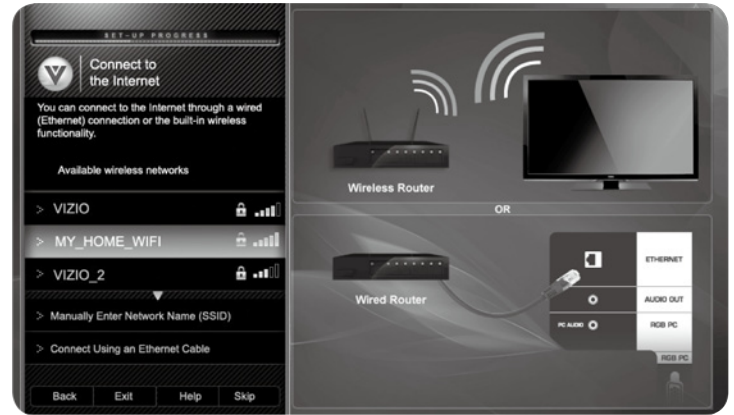 SET-UP PROGRESS
V
Connect to
the Internet
You can connect to the Internet through a wired
(Ethernet) connection or the built-in wireless
functionality.
Available wireless networks
> VIZIO
> MY_HOME_WIFI
> VIZIO_2
> Manually Enter Network Name (SSID)
> Connect Using an Ethernet Cable
Back Exit Help Skip
Wireless Router
OR
Wired Router
ETHERNET
AUDIO OUT
PC AUDIO
RGB PC
RGB PC